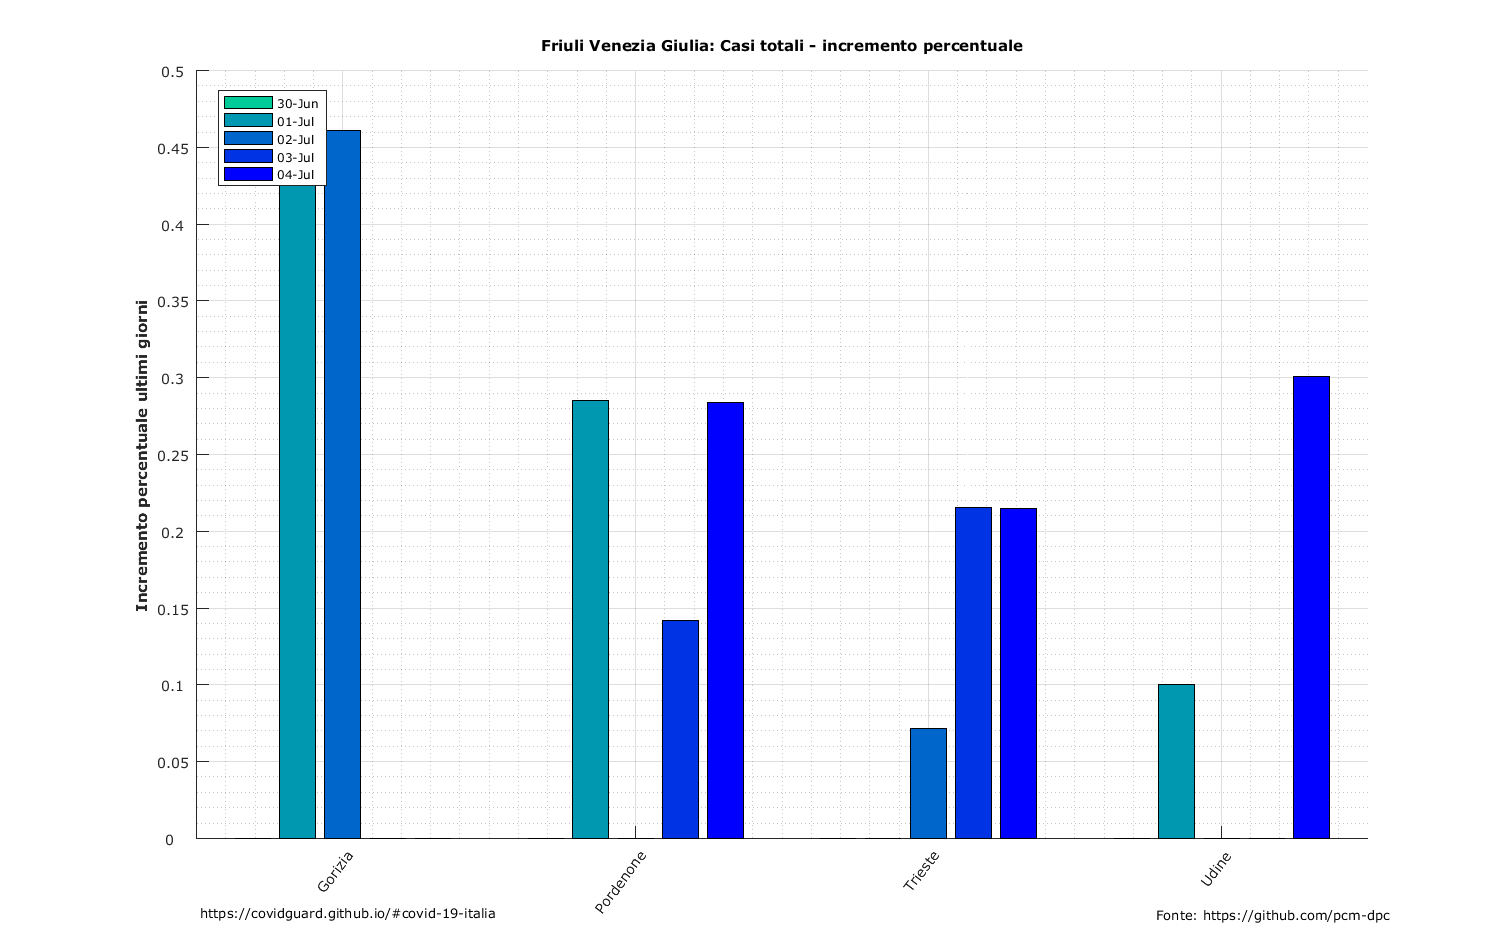 Friuli Venezia Giulia: Casi totali - incremento percentuale
0.5
0.45
0.4
0.35
0.3
0.25
0.2
0.15
0.1
0.05
0
Incremento percentuale ultimi giorni
30-Jun
01-Jul
02-Jul
03-Jul
04-Jul
Gorizia
Pordenone
Trieste
Udine
https://covidguard.github.io/#covid-19-italia
Fonte: https://github.com/pcm-dpc